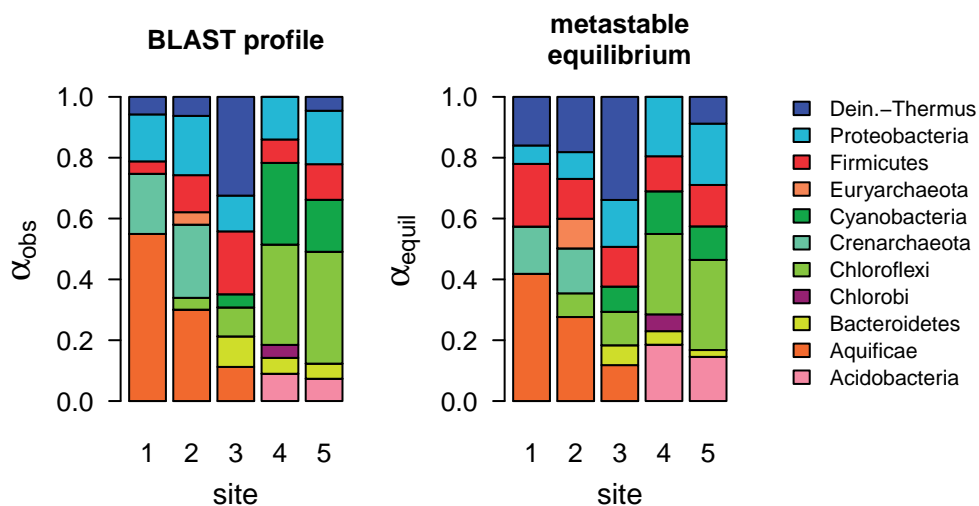 BLAST profile
metastable
equilibrium
αobs
1.0
0.8
0.6
0.4
0.2
0.0
1 2 3 4 5
site
αequil
1.0
0.8
0.6
0.4
0.2
0.0
1 2 3 4 5
site
Dein.−Thermus
Proteobacteria
Firmicutes
Euryarchaeota
Cyanobacteria
Crenarchaeota
Chloroflexi
Chlorobi
Bacteroidetes
Aquificae
Acidobacteria